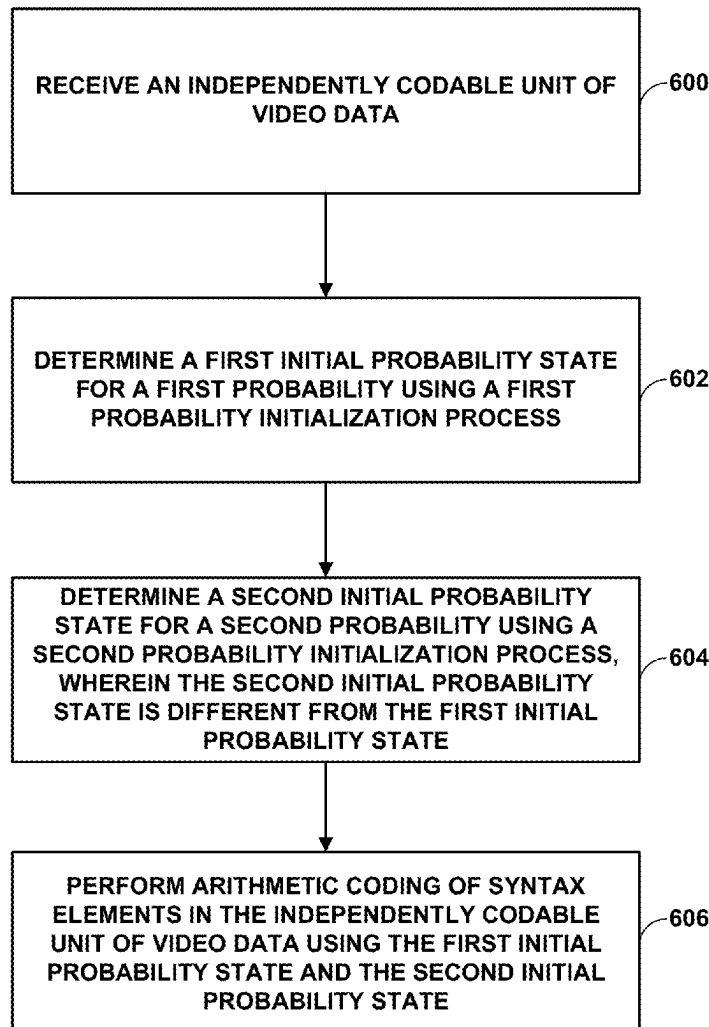 RECEIVE AN INDEPENDENTLY CODABLE UNIT OF
VIDEO DATA
600
DETERMINE A FIRST INITIAL PROBABILITY STATE
FOR A FIRST PROBABILITY USING A FIRST
PROBABILITY INITIALIZATION PROCESS
602
DETERMINE A SECOND INITIAL PROBABILITY
STATE FOR A SECOND PROBABILITY USING A
SECOND PROBABILITY INITIALIZATION PROCESS,
WHEREIN THE SECOND INITIAL PROBABILITY
STATE IS DIFFERENT FROM THE FIRST INITIAL
PROBABILITY STATE
604
PERFORM ARITHMETIC CODING OF SYNTAX
ELEMENTS IN THE INDEPENDENTLY CODABLE
UNIT OF VIDEO DATA USING THE FIRST INITIAL
PROBABILITY STATE AND THE SECOND INITIAL
PROBABILITY STATE
606